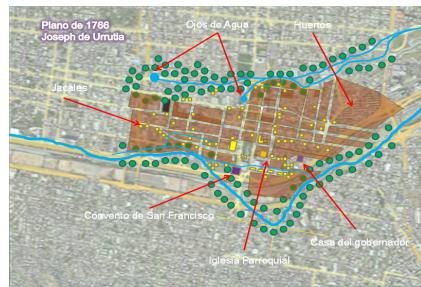 Plano de 1766
Joseph de Urrutia
Ojos de Agua
Huertos
Jacales
Convento de San Francisco
Casa del gobernador
Iglesia Parroquial